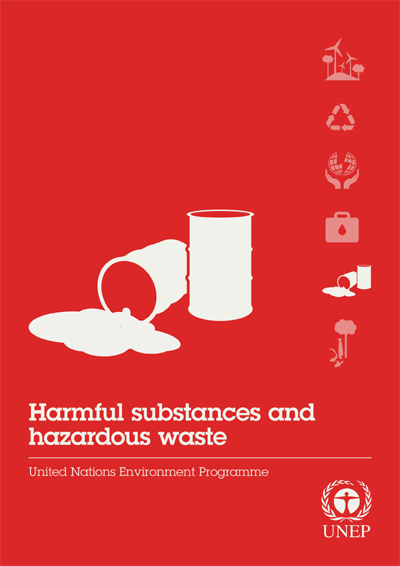 Harmful substances and
hazardous waste
United Nations Environment Programme
UNEP